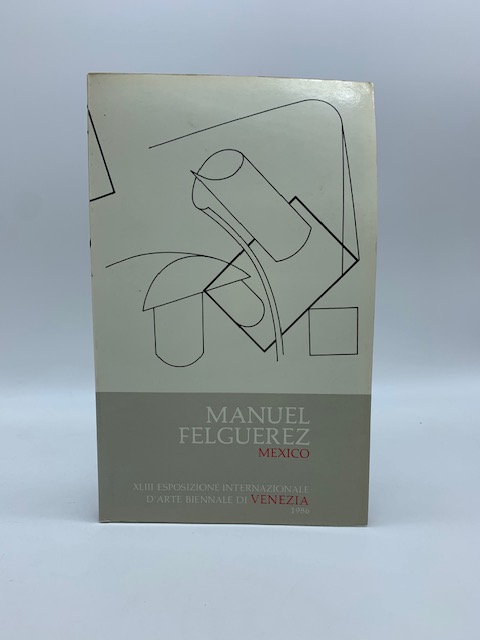 MANUEL
FELGUEREZ
MEXICO
XLIII ESPOSIZIONE INTERNAZIONALE
D'ARTE BIENNALE DI VENEZIA
1986